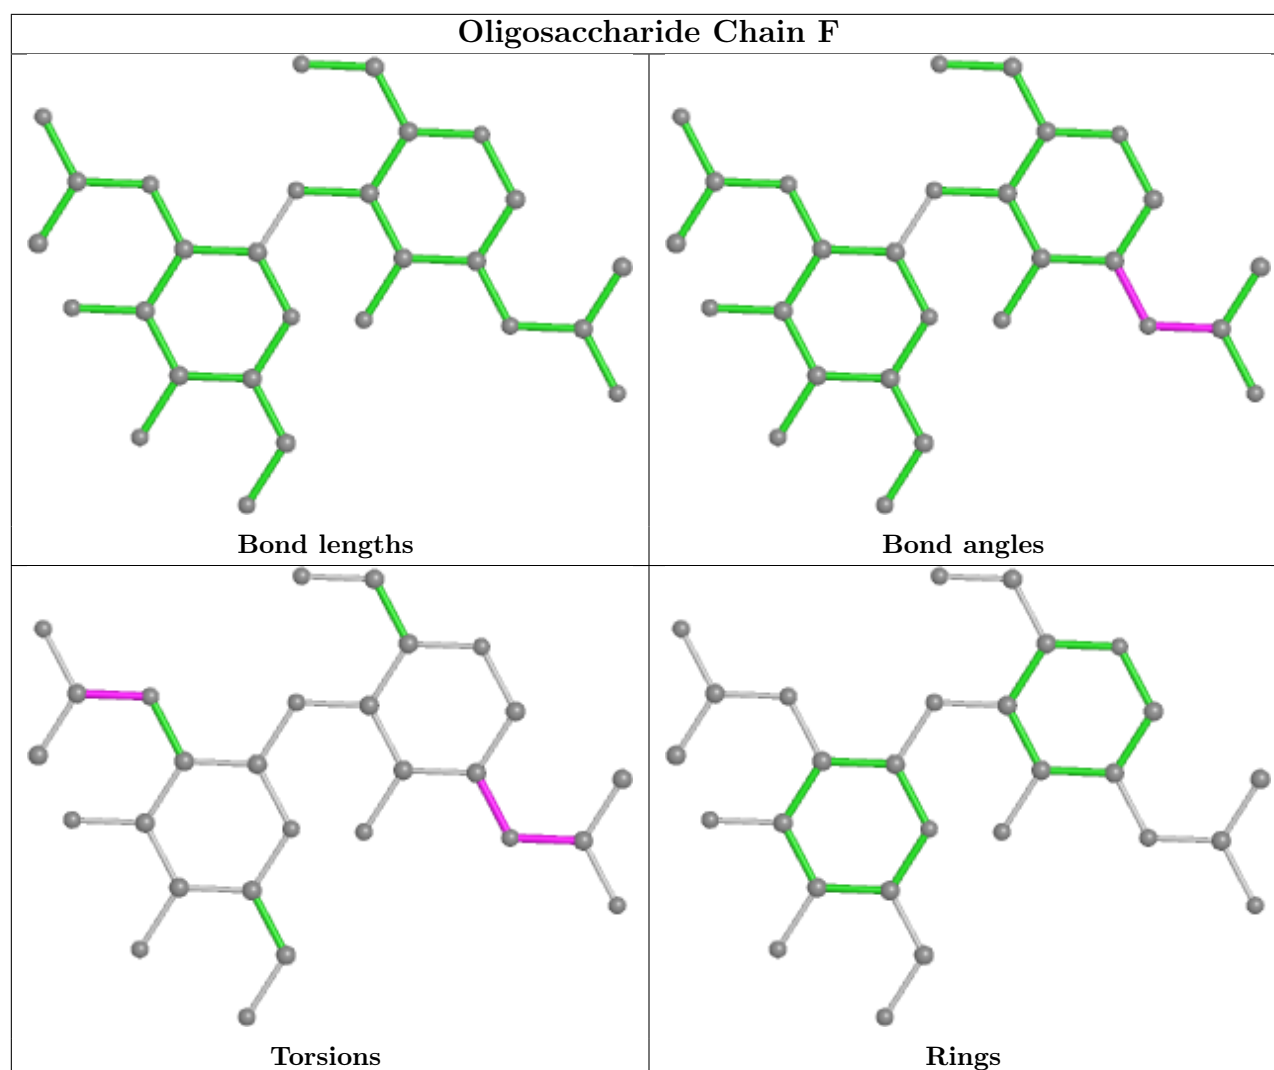 Oligosaccharide Chain F
Bond lengths
Bond angles
Torsions
Rings